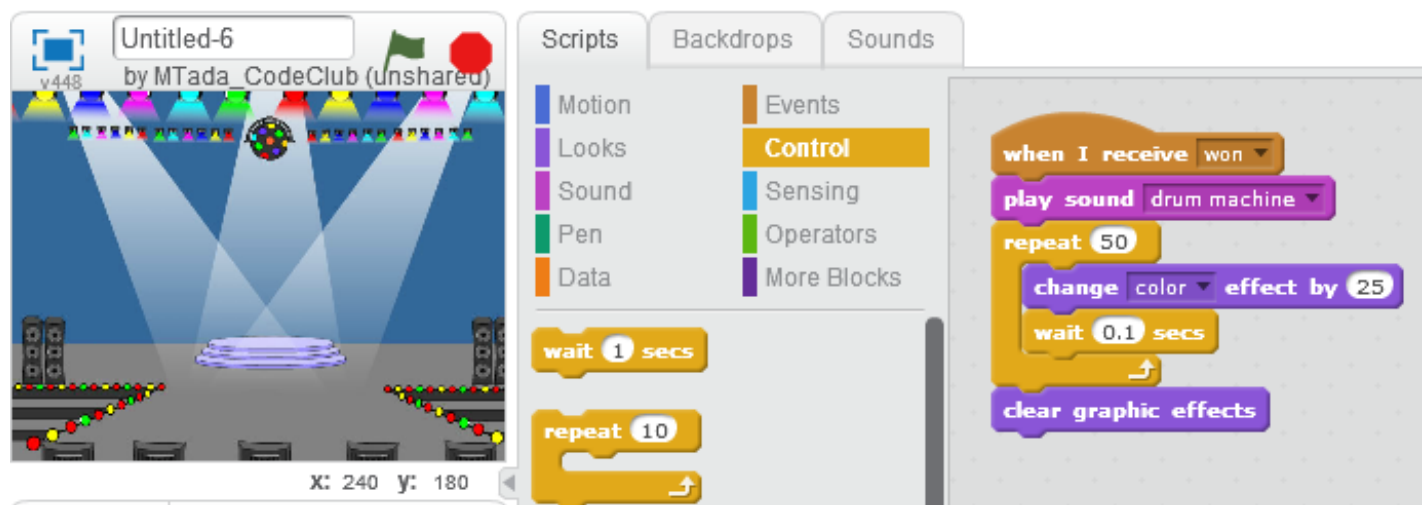 Untitled-6
by MTada_CodeClub (unshared)
v448
x: 240 y: 180
Scripts Backdrops Sounds
Motion Events
Looks Control
Sound Sensing
Pen Operators
Data More Blocks
wait 1 secs
repeat 10
when I receive won
play sound drum machine
repeat 50
change color effect by 25
wait 0.1 secs
clear graphic effects